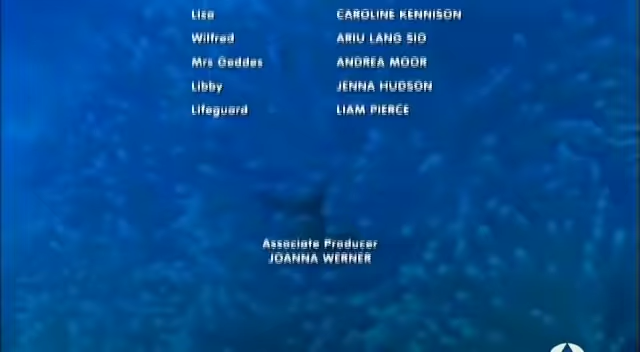 Lisa CAROLINE KENNISON
Wilfred ARIU LANG SIO
Mrs Geddes ANDREA MOOR
Libby JENNA HUDSON
Lifeguard LIAM PIERCE
Associate Producer
JOANNA WERNER